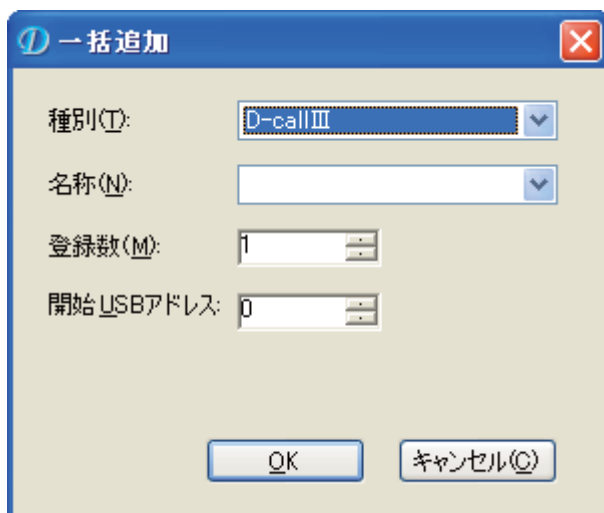 一括追加
種別(T): D-callⅢ
名称(N):
登録数(M): 1
開始USBアドレス: 0
OK キャンセル(C)